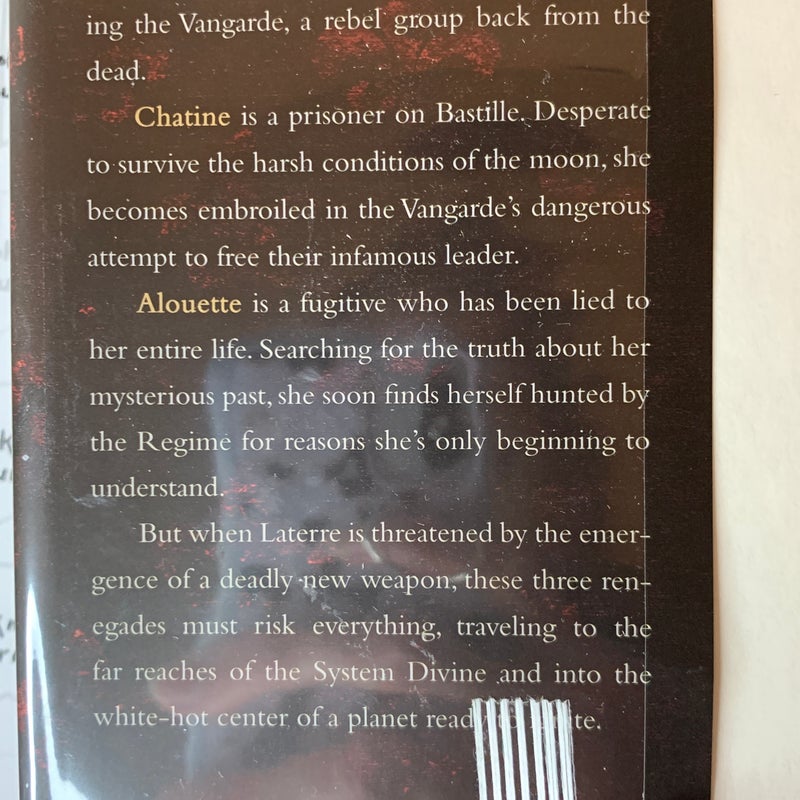 ing the Vangarde, a rebel group back from the
dead.
Chatine is a prisoner on Bastille. Desperate
to survive the harsh conditions of the moon, she
becomes embroiled in the Vangarde's dangerous
attempt to free their infamous leader.
Alouette is a fugitive who has been lied to
her entire life. Searching for the truth about her
mysterious past, she soon finds herself hunted by
the Regime for reasons she's only beginning to
understand.
But when Laterre is threatened by the emer-
gence of a deadly new weapon, these three ren-
egades must risk everything, traveling to the
far reaches of the System Divine and into the
white-hot center of a planet ready to ignite.